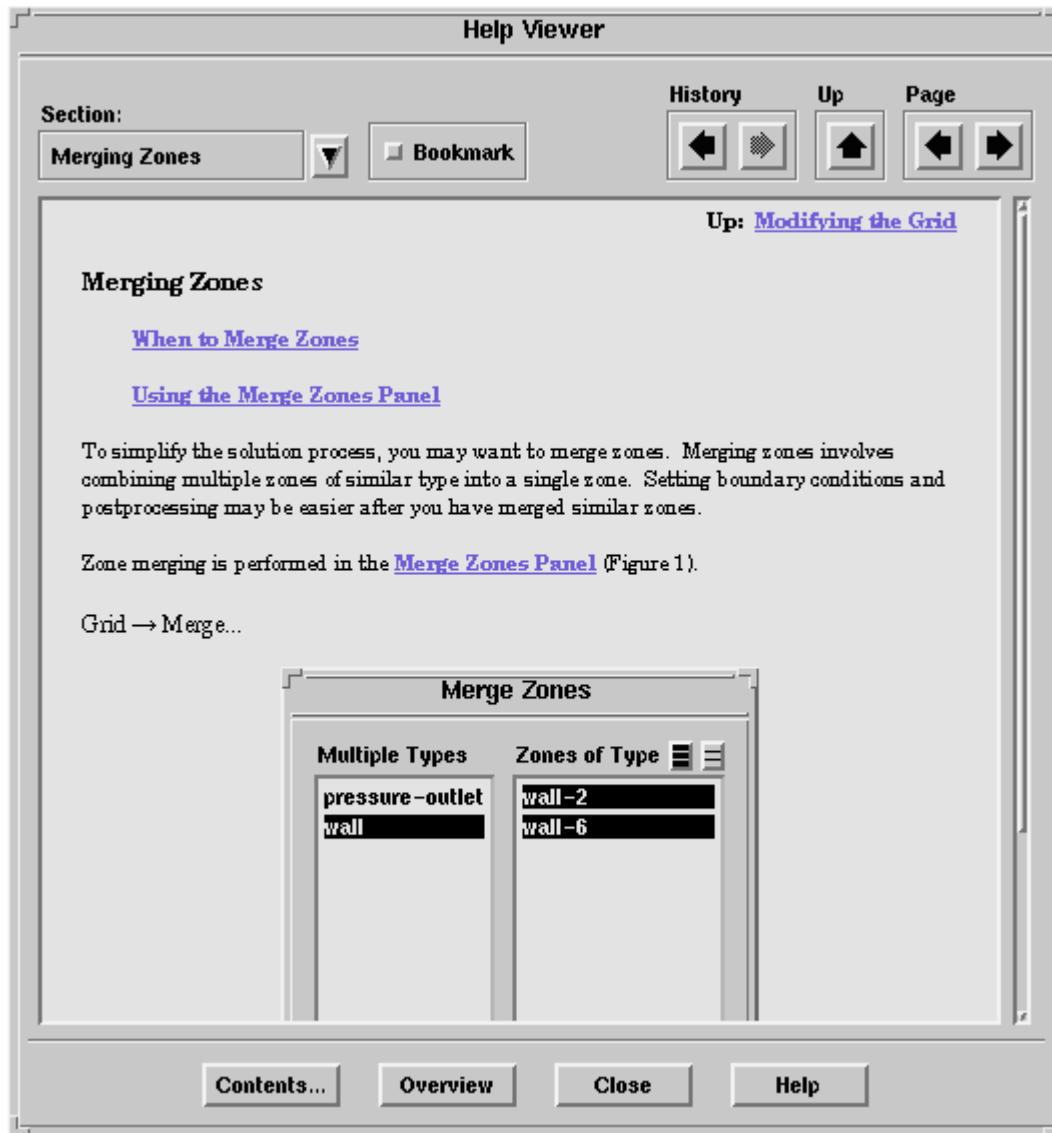 Help Viewer
History Up Page
Section:
Merging Zones
Bookmark
Up: Modifying the Grid
Merging Zones
When to Merge Zones
Using the Merge Zones Panel
To simplify the solution process, you may want to merge zones. Merging zones involves
combining multiple zones of similar type into a single zone. Setting boundary conditions and
postprocessing may be easier after you have merged similar zones.
Zone merging is performed in the Merge Zones Panel (Figure 1).
Grid → Merge...
Merge Zones
Multiple Types
pressure-outlet
wall
Zones of Type
wall-2
wall-6
Contents... Overview Close Help